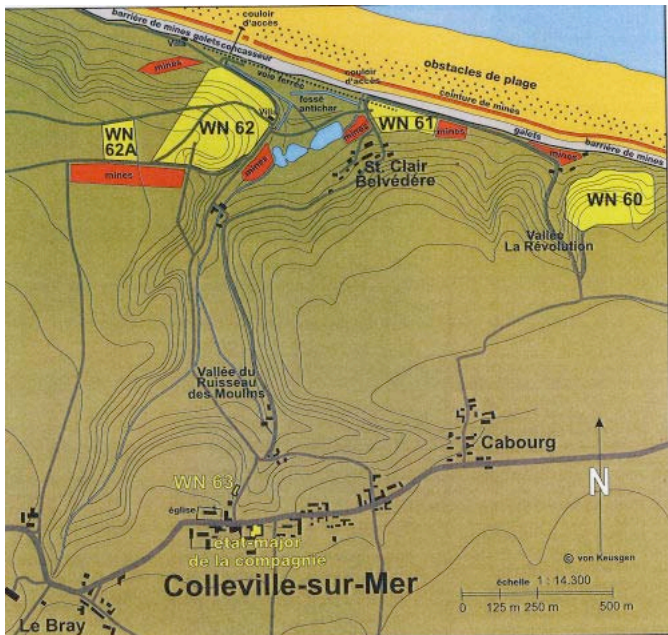 couloir
d'accès
barrière de mines galets concasseur
Villa
voie ferrée
couloir
d'accès
obstacles de plage
mines
fossé
antichar
ceinture de mines
Villa
WN
62A
WN 62
mines
WN 61
mines
galets
barrière de mines
mines
mines
mines
St. Clair
Belvédére
WN 60
Vallée
La Révolution
Vallée du
Ruisseau
des Moulins
Cabourg
N
WN 63
église
état-major
de la compagnie
© von Keusgen
Colleville-sur-Mer
échelle 1 : 14.300
0 125 m 250 m 500 m
Le Bray